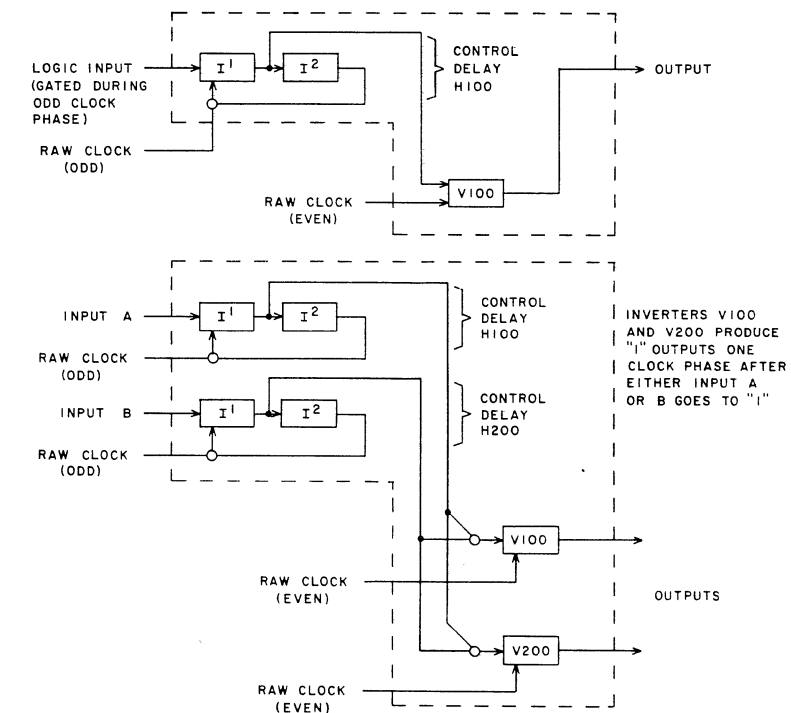 LOGIC INPUT
(GATED DURING
ODD CLOCK
PHASE)
I¹
I²
CONTROL
DELAY
H100
OUTPUT
RAW CLOCK
(ODD)
V100
RAW CLOCK
(EVEN)
INPUT A
I¹
I²
CONTROL
DELAY
H100
RAW CLOCK
(ODD)
INPUT B
I¹
I²
CONTROL
DELAY
H200
RAW CLOCK
(ODD)
INVERTERS V100
AND V200 PRODUCE
"1" OUTPUTS ONE
CLOCK PHASE AFTER
EITHER INPUT A
OR B GOES TO "1"
V100
RAW CLOCK
(EVEN)
OUTPUTS
V200
RAW CLOCK
(EVEN)